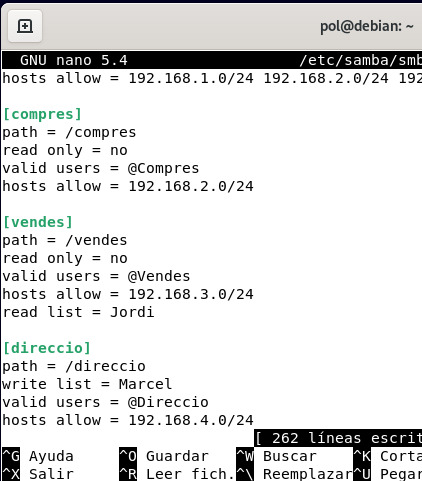 pol@debian: ~
GNU nano 5.4 /etc/samba/smb
hosts allow = 192.168.1.0/24 192.168.2.0/24 192
[compres]
path = /compres
read only = no
valid users = @Compres
hosts allow = 192.168.2.0/24
[vendes]
path = /vendes
read only = no
valid users = @Vendes
hosts allow = 192.168.3.0/24
read list = Jordi
[direccio]
path = /direccio
write list = Marcel
valid users = @Direccio
hosts allow = 192.168.4.0/24
[ 262 líneas escrit
^G Ayuda ^O Guardar ^W Buscar ^K Corta
^X Salir ^R Leer fich. ^\ Reemplazar ^U Pegar